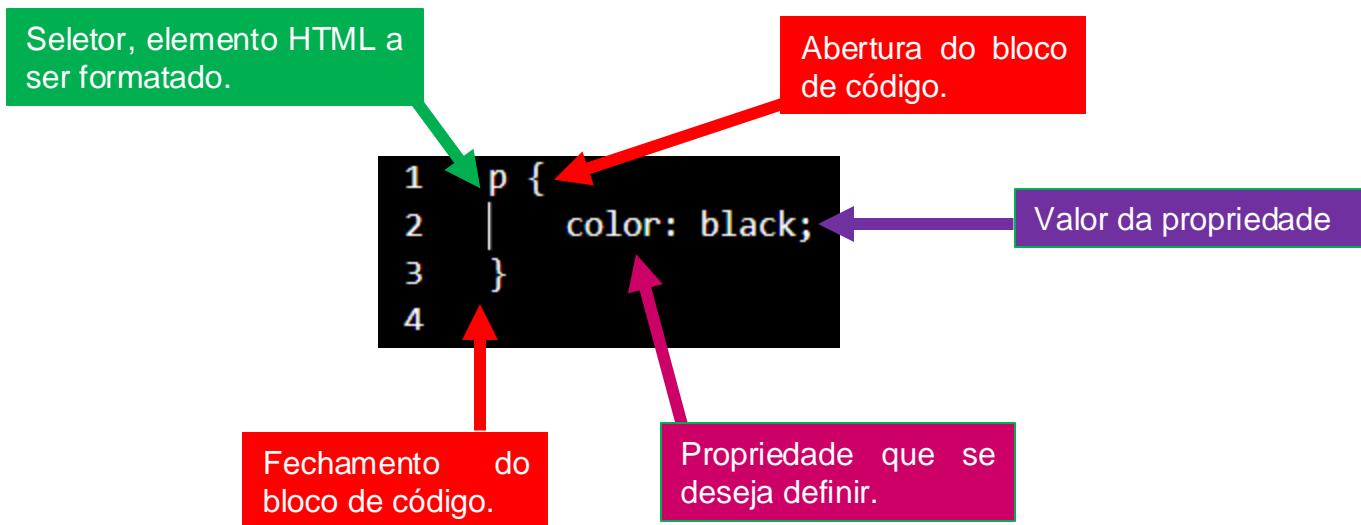 Seletor, elemento HTML a
ser formatado.
Abertura do bloco
de código.
1 p {
2 color: black;
3 }
4
Valor da propriedade
Fechamento do
bloco de código.
Propriedade que se
deseja definir.